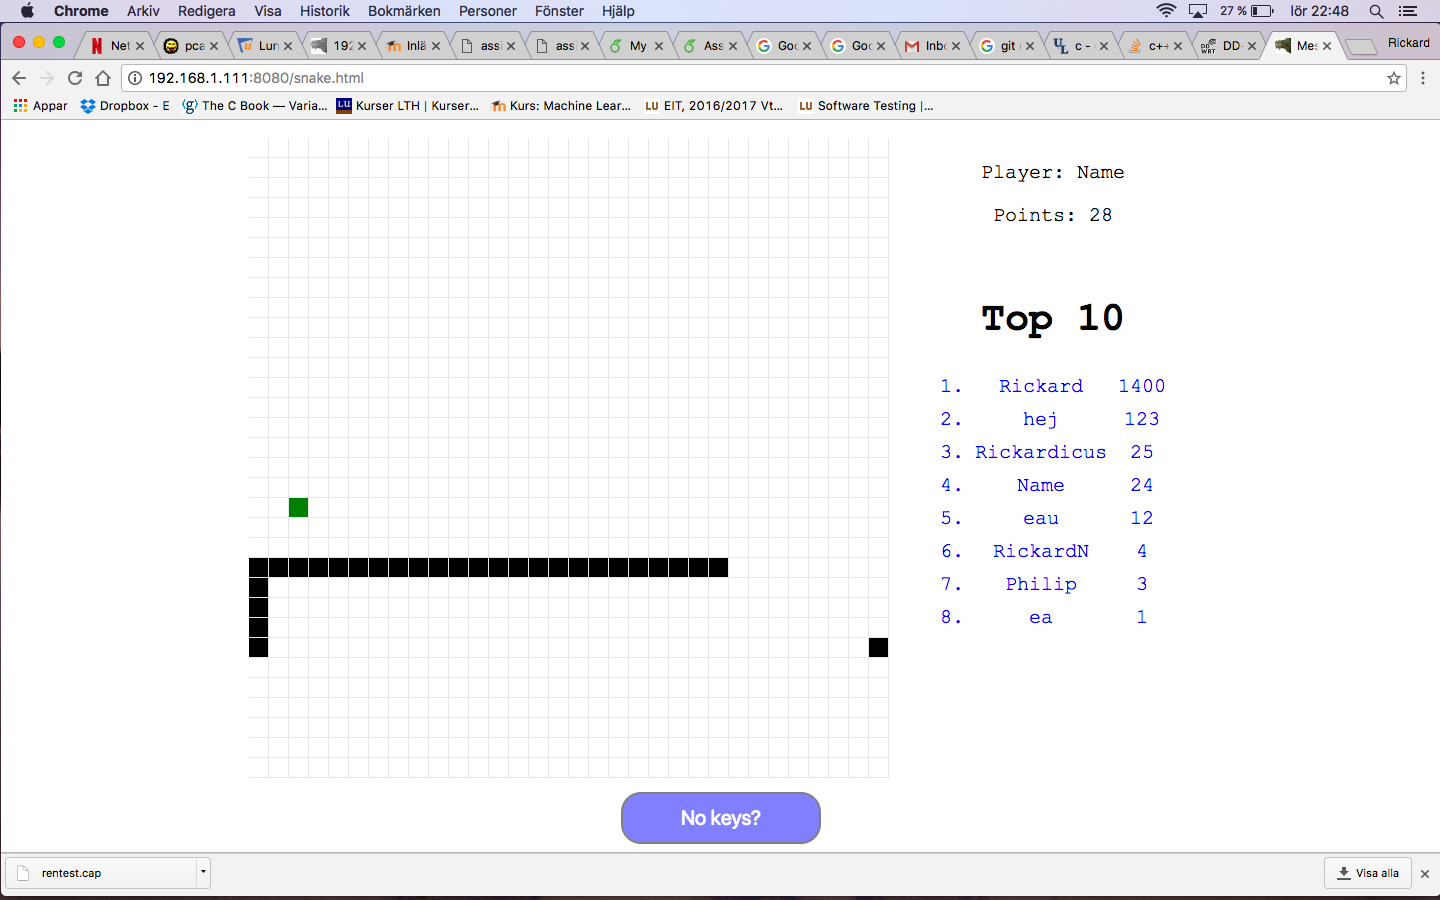 Chrome Arkiv Redigera Visa Historik Bokmärken Personer Fönster Hjälp 27 % lör 22:48
Net pca Lur 192 Inlä assi ass My Ass Goo Goo Inbo git c - c++ DD- Mes Rickard
192.168.1.111:8080/snake.html
Appar Dropbox - E The C Book — Varia... Kurser LTH | Kurser... Kurs: Machine Lear... EIT, 2016/2017 Vt... Software Testing |...
Player: Name
Points: 28
Top 10
1. Rickard 1400
2. hej 123
3. Rickardicus 25
4. Name 24
5. eau 12
6. RickardN 4
7. Philip 3
8. ea 1
No keys?
rentest.cap Visa alla